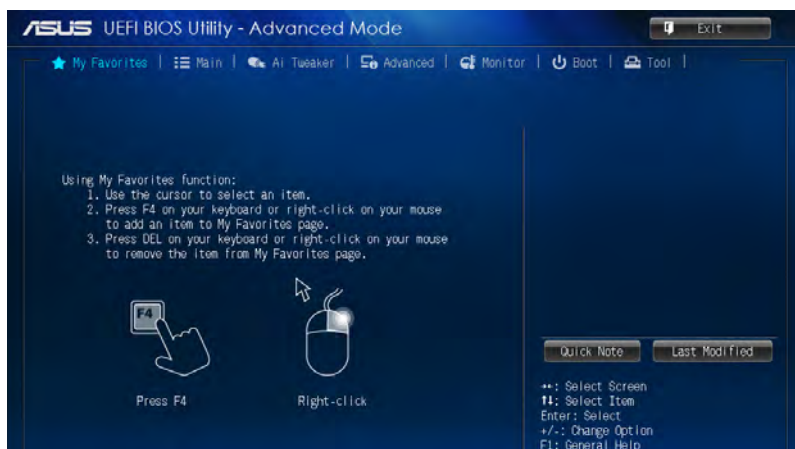 ASUS UEFI BIOS Utility - Advanced Mode
Exit
My Favorites | Main | Ai Tweaker | Advanced | Monitor | Boot | Tool |
Using My Favorites function:
1. Use the cursor to select an item.
2. Press F4 on your keyboard or right-click on your mouse
to add an item to My Favorites page.
3. Press DEL on your keyboard or right-click on your mouse
to remove the item from My Favorites page.
F4
Press F4
Right-click
Quick Note
Last Modified
→←: Select Screen
↑↓: Select Item
Enter: Select
+/-: Change Option
F1: General Help